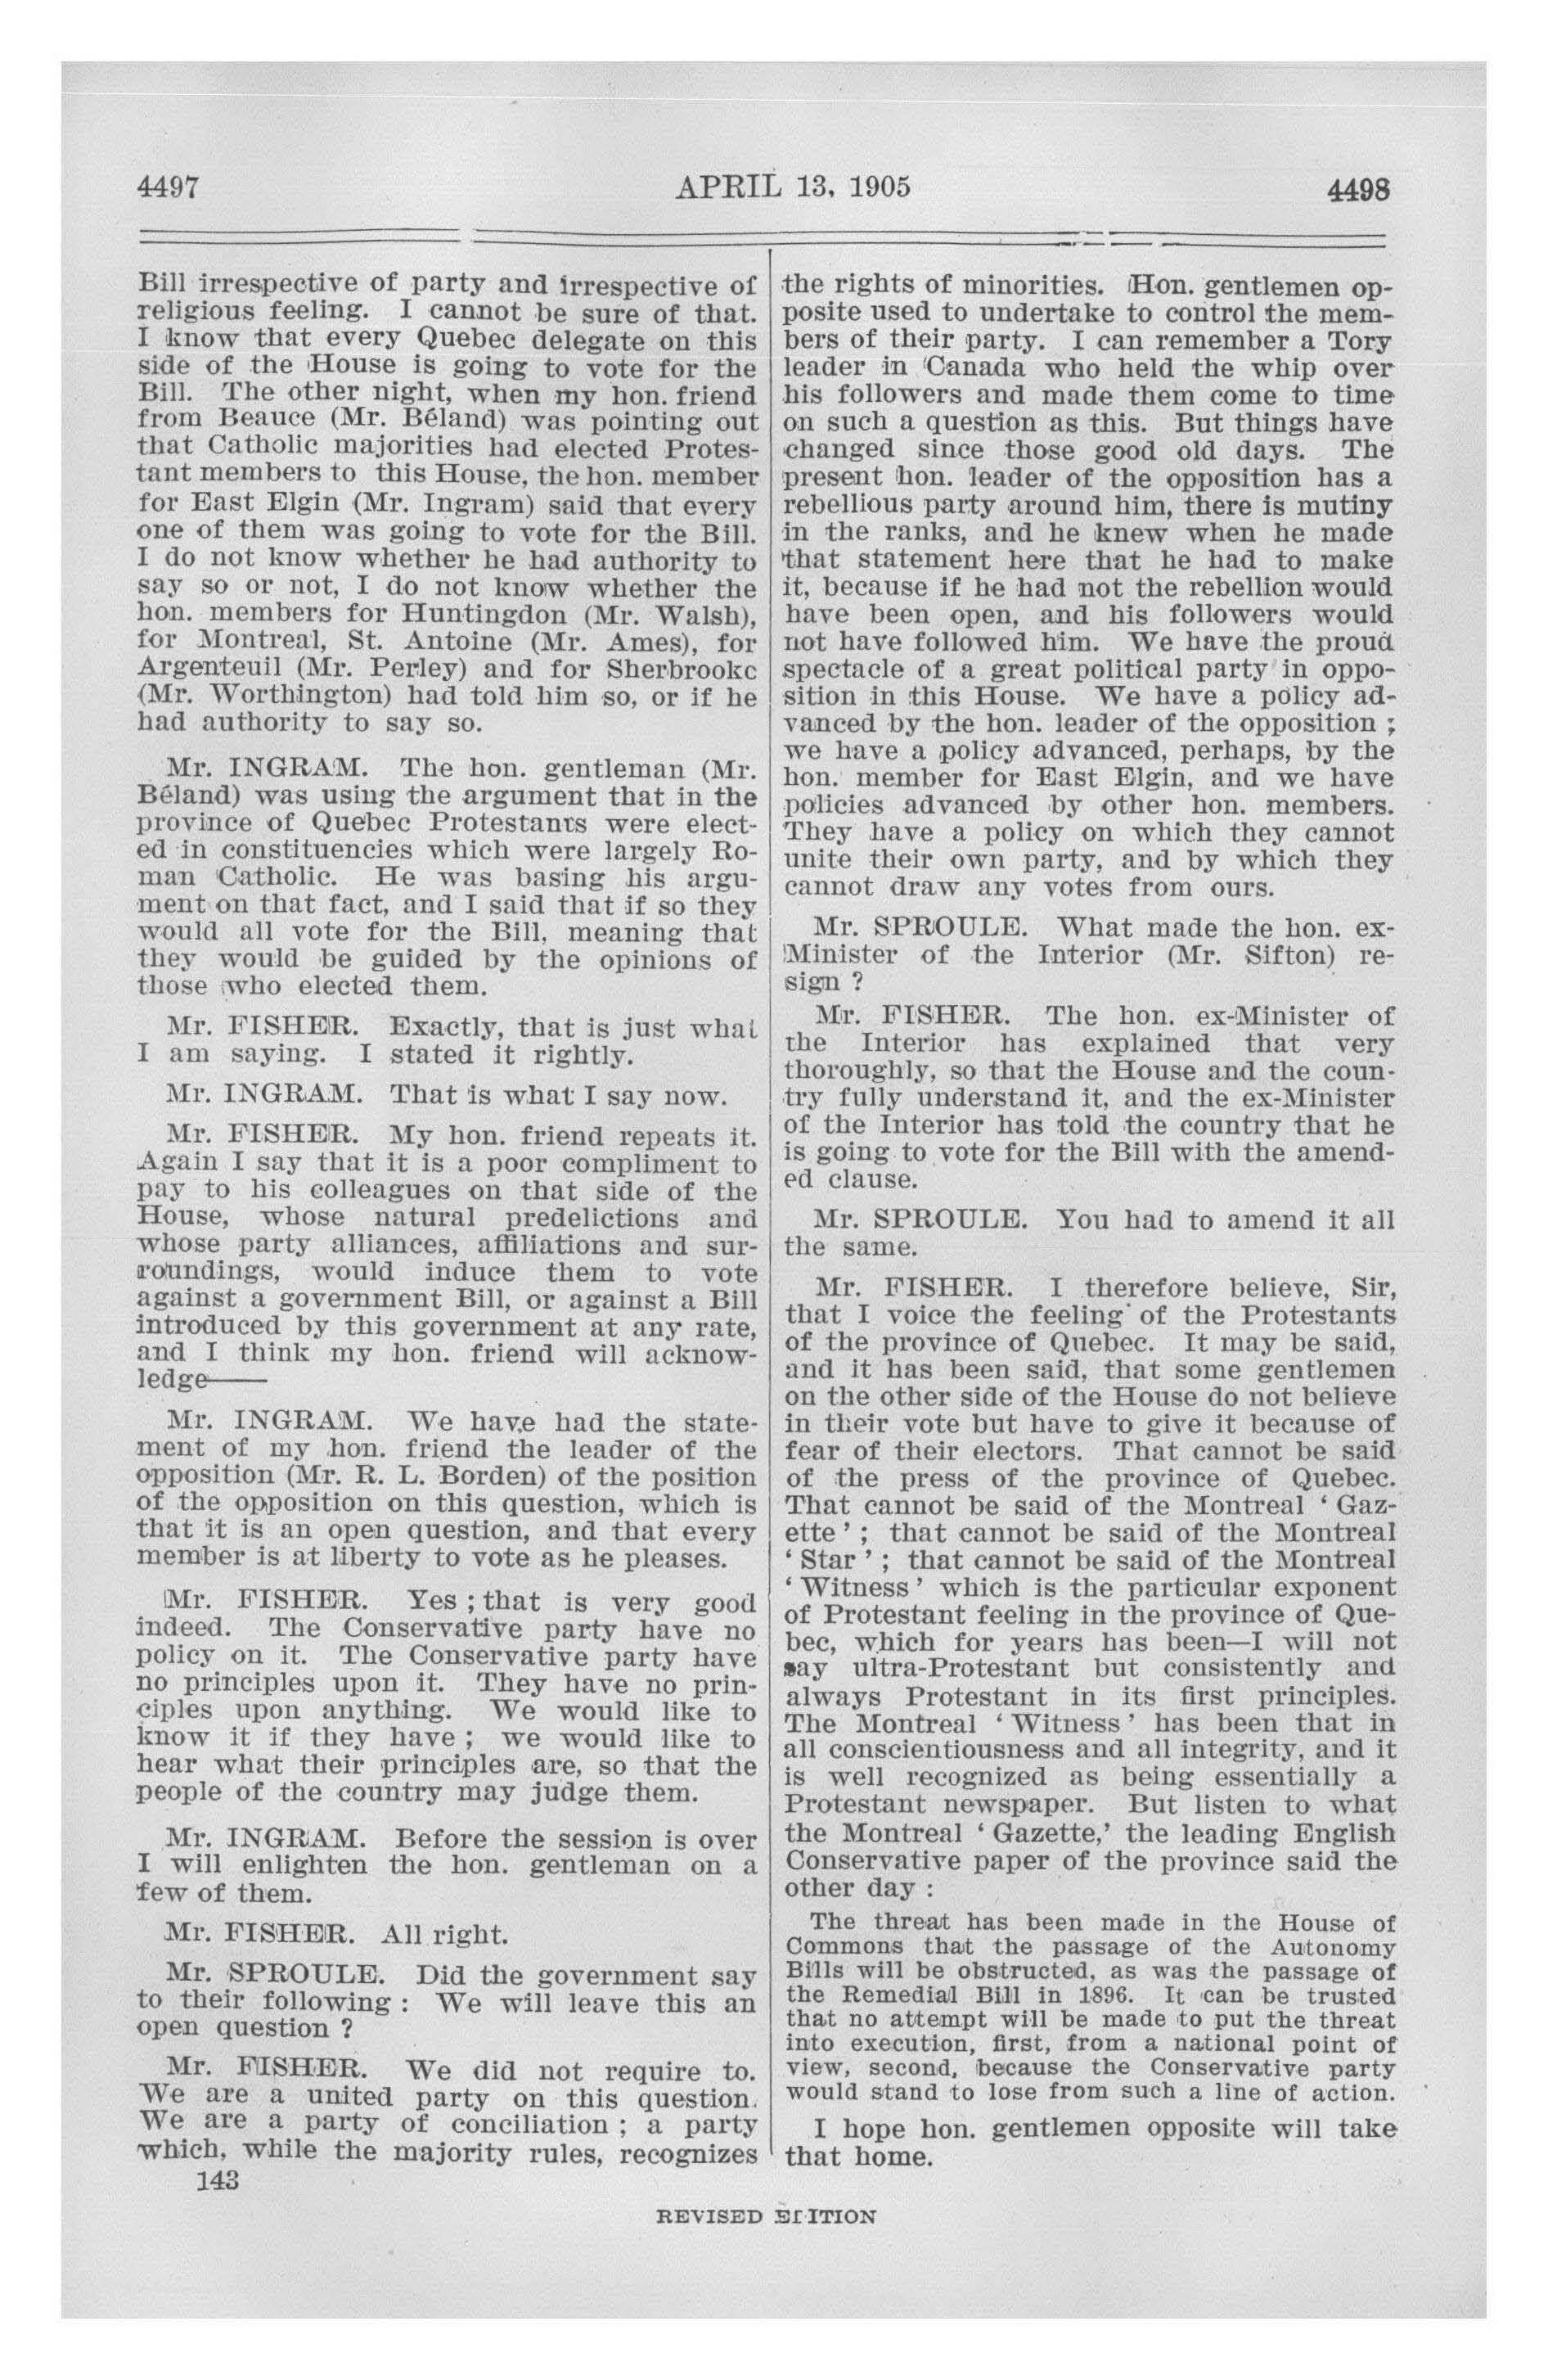 4497 APRIL 13, 1905 4498
Bill irrespective of party and irrespective of
religious feeling. I cannot be sure of that.
I know that every Quebec delegate on this
side of the House is going to vote for the
Bill. The other night, when my hon. friend
from Beauce (Mr. Béland) was pointing out
that Catholic majorities had elected Protes-
tant members to this House, the hon. member
for East Elgin (Mr. Ingram) said that every
one of them was going to vote for the Bill.
I do not know whether he had authority to
say so or not, I do not know whether the
hon. members for Huntingdon (Mr. Walsh),
for Montreal, St. Antoine (Mr. Ames), for
Argenteuil (Mr. Perley) and for Sherbrooke
(Mr. Worthington) had told him so, or if he
had authority to say so.
Mr. INGRAM. The hon. gentleman (Mr.
Béland) was using the argument that in the
province of Quebec Protestants were elect-
ed in constituencies which were largely Ro-
man Catholic. He was basing his argu-
ment on that fact, and I said that if so they
would all vote for the Bill, meaning that
they would be guided by the opinions of
those who elected them.
Mr. FISHER. Exactly, that is just what
I am saying. I stated it rightly.
Mr. INGRAM. That is what I say now.
Mr. FISHER. My hon. friend repeats it.
Again I say that it is a poor compliment to
pay to his colleagues on that side of the
House, whose natural predelictions and
whose party alliances, affiliations and sur-
roundings, would induce them to vote
against a government Bill, or against a Bill
introduced by this government at any rate,
and I think my hon. friend will acknow-
ledge——
Mr. INGRAM. We have had the state-
ment of my hon. friend the leader of the
opposition (Mr. R. L. Borden) of the position
of the opposition on this question, which is
that it is an open question, and that every
member is at liberty to vote as he pleases.
Mr. FISHER. Yes ; that is very good
indeed. The Conservative party have no
policy on it. The Conservative party have
no principles upon it. They have no prin-
ciples upon anything. We would like to
know it if they have ; we would like to
hear what their principles are, so that the
people of the country may judge them.
Mr. INGRAM. Before the session is over
I will enlighten the hon. gentleman on a
few of them.
Mr. FISHER. All right.
Mr. SPROULE. Did the government say
to their following : We will leave this an
open question ?
Mr. FISHER. We did not require to.
We are a united party on this question.
We are a party of conciliation ; a party
which, while the majority rules, recognizes
143
the rights of minorities. Hon. gentlemen op-
posite used to undertake to control the mem-
bers of their party. I can remember a Tory
leader in Canada who held the whip over
his followers and made them come to time
on such a question as this. But things have
changed since those good old days. The
present hon. leader of the opposition has a
rebellious party around him, there is mutiny
in the ranks, and he knew when he made
that statement here that he had to make
it, because if he had not the rebellion would
have been open, and his followers would
not have followed him. We have the proud
spectacle of a great political party in oppo-
sition in this House. We have a policy ad-
vanced by the hon. leader of the opposition ;
we have a policy advanced, perhaps, by the
hon. member for East Elgin, and we have
policies advanced by other hon. members.
They have a policy on which they cannot
unite their own party, and by which they
cannot draw any votes from ours.
Mr. SPROULE. What made the hon. ex-
Minister of the Interior (Mr. Sifton) re-
sign ?
Mr. FISHER. The hon. ex-Minister of
the Interior has explained that very
thoroughly, so that the House and the coun-
try fully understand it, and the ex-Minister
of the Interior has told the country that he
is going to vote for the Bill with the amend-
ed clause.
Mr. SPROULE. You had to amend it all
the same.
Mr. FISHER. I therefore believe, Sir,
that I voice the feeling of the Protestants
of the province of Quebec. It may be said,
and it has been said, that some gentlemen
on the other side of the House do not believe
in their vote but have to give it because of
fear of their electors. That cannot be said
of the press of the province of Quebec.
That cannot be said of the Montreal ‘ Gaz-
ette ’ ; that cannot be said of the Montreal
‘ Star ’ ; that cannot be said of the Montreal
‘ Witness ’ which is the particular exponent
of Protestant feeling in the province of Que-
bec, which for years has been—I will not
say ultra-Protestant but consistently and
always Protestant in its first principles.
The Montreal ‘ Witness ’ has been that in
all conscientiousness and all integrity, and it
is well recognized as being essentially a
Protestant newspaper. But listen to what
the Montreal ‘ Gazette,’ the leading English
Conservative paper of the province said the
other day :
The threat has been made in the House of
Commons that the passage of the Autonomy
Bills will be obstructed, as was the passage of
the Remedial Bill in 1896. It can be trusted
that no attempt will be made to put the threat
into execution, first, from a national point of
view, second, because the Conservative party
would stand to lose from such a line of action.
I hope hon. gentlemen opposite will take
that home.
REVISED EDITION